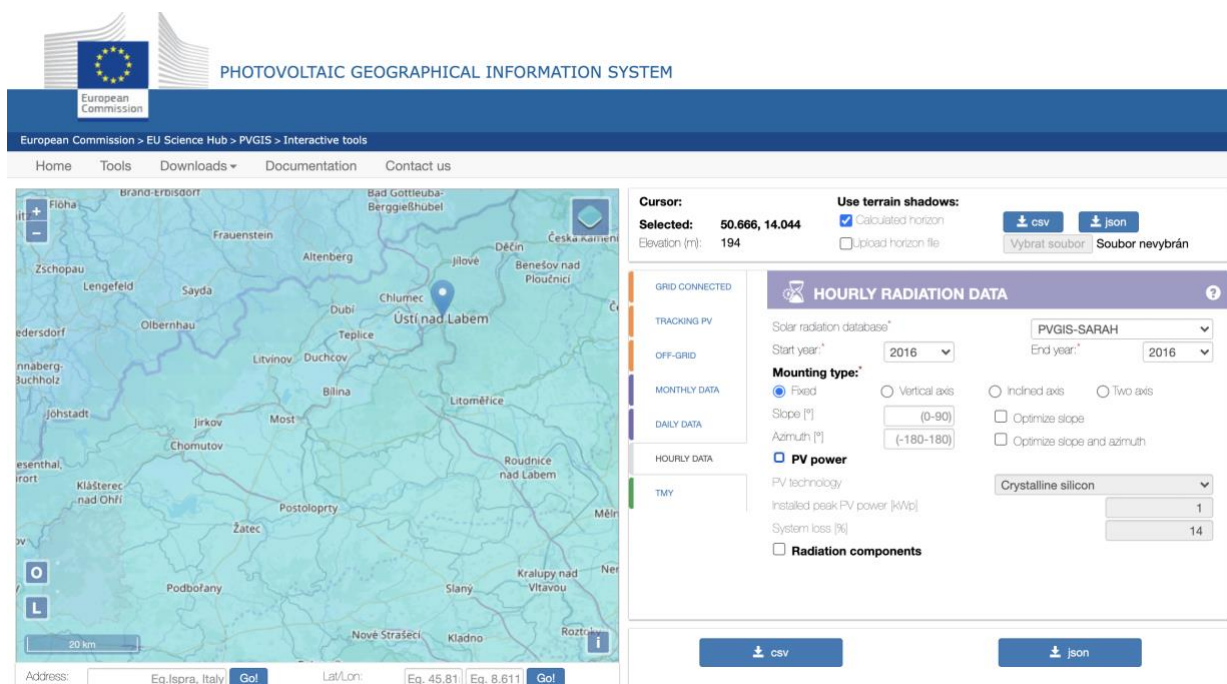 European
Commission
PHOTOVOLTAIC GEOGRAPHICAL INFORMATION SYSTEM
European Commission > EU Science Hub > PVGIS > Interactive tools
Home Tools Downloads Documentation Contact us
+
−
Flöha
Brand-Erbisdorf
Bad Gottleuba-
Berggießhübel
Frauenstein
Altenberg
Děčín
Jílové
Benešov nad
Ploučnicí
Zschopau
Lengefeld
Sayda
Dubí
Chlumec
Ústí nad Labem
Olbernhau
Teplice
Litvínov
Duchcov
Bílina
Litoměřice
Jöhstadt
Jirkov
Most
Chomutov
Roudnice
nad Labem
Klášterec
nad Ohří
Postoloprty
Žatec
Kralupy nad
Vltavou
Podbořany
Slaný
Nové Strašecí
Kladno
O
L
20 km
i
Address: Eg.Ispra, Italy Go! Lat/Lon: Eg. 45.81 Eg. 8.611 Go!
Cursor:
Selected: 50.666, 14.044
Elevation (m): 194
Use terrain shadows:
Calculated horizon
Upload horizon file
csv json
Vybrat soubor Soubor nevybrán
GRID CONNECTED
TRACKING PV
OFF-GRID
MONTHLY DATA
DAILY DATA
HOURLY DATA
TMY
HOURLY RADIATION DATA ?
Solar radiation database* PVGIS-SARAH
Start year:* 2016 End year:* 2016
Mounting type:*
Fixed Vertical axis Inclined axis Two axis
Slope [°] (0-90) Optimize slope
Azimuth [°] (-180-180) Optimize slope and azimuth
PV power
PV technology Crystalline silicon
Installed peak PV power [kWp] 1
System loss [%] 14
Radiation components
csv json